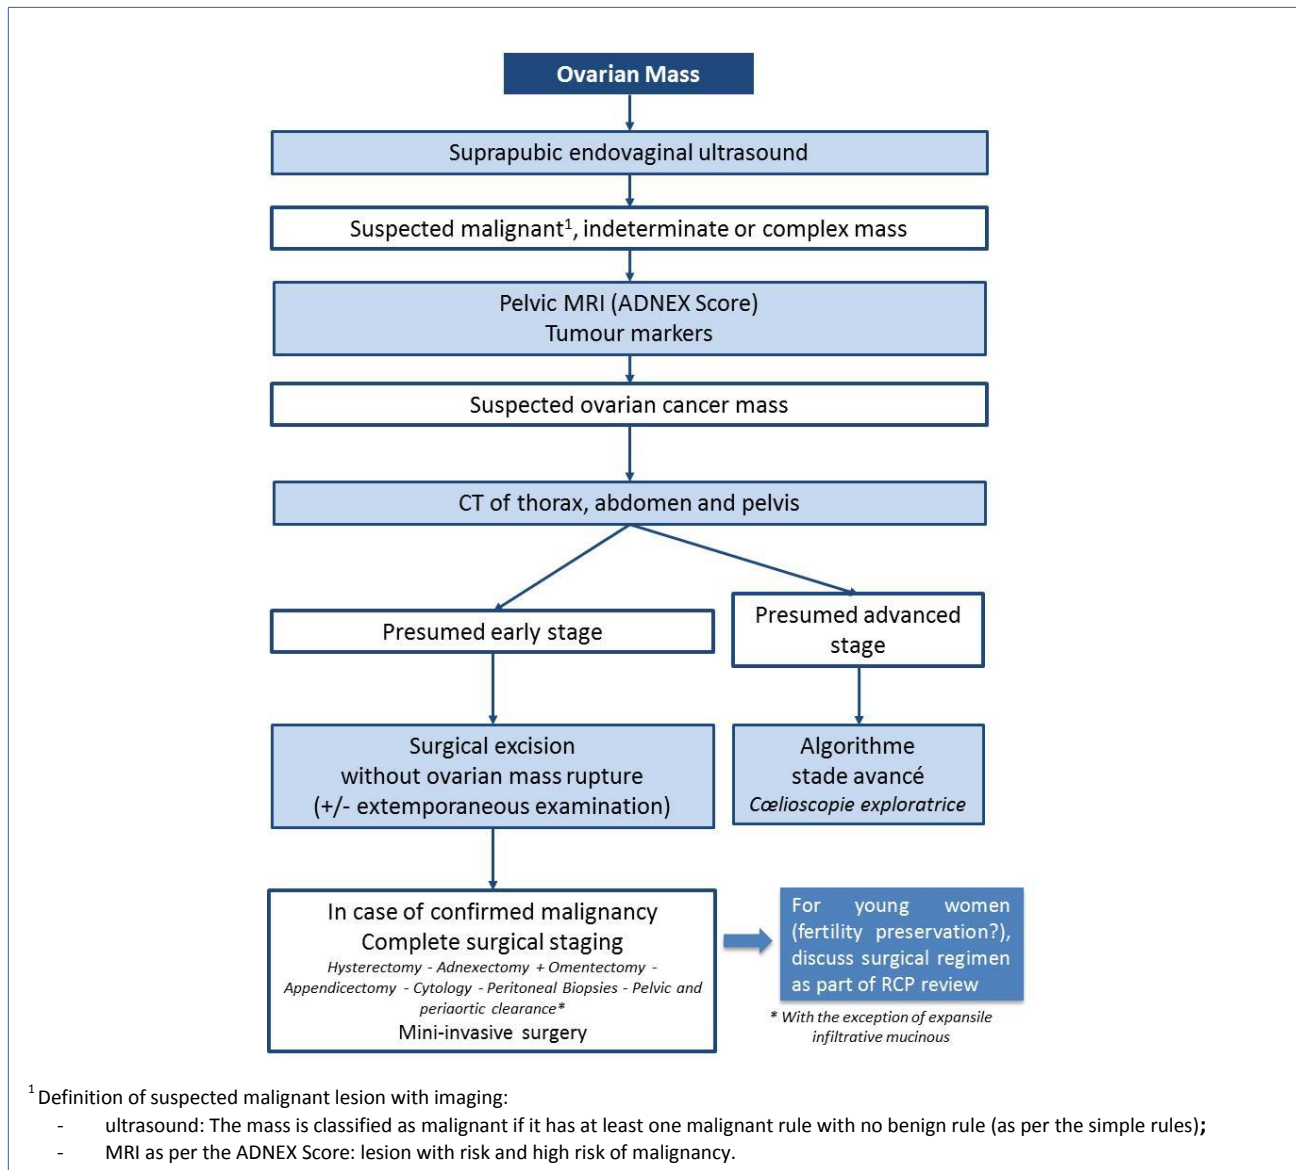 Ovarian Mass
Suprapubic endovaginal ultrasound
Suspected malignant¹, indeterminate or complex mass
Pelvic MRI (ADNEX Score)
Tumour markers
Suspected ovarian cancer mass
CT of thorax, abdomen and pelvis
Presumed early stage
Presumed advanced
stage
Surgical excision
without ovarian mass rupture
(+/- extemporaneous examination)
Algorithme
stade avancé
Cœlioscopie exploratrice
In case of confirmed malignancy
Complete surgical staging
Hysterectomy - Adnexectomy + Omentectomy -
Appendicectomy - Cytology - Peritoneal Biopsies - Pelvic and
periaortic clearance*
Mini-invasive surgery
For young women
(fertility preservation?),
discuss surgical regimen
as part of RCP review
* With the exception of expansile
infiltrative mucinous
¹ Definition of suspected malignant lesion with imaging:
- ultrasound: The mass is classified as malignant if it has at least one malignant rule with no benign rule (as per the simple rules);
- MRI as per the ADNEX Score: lesion with risk and high risk of malignancy.